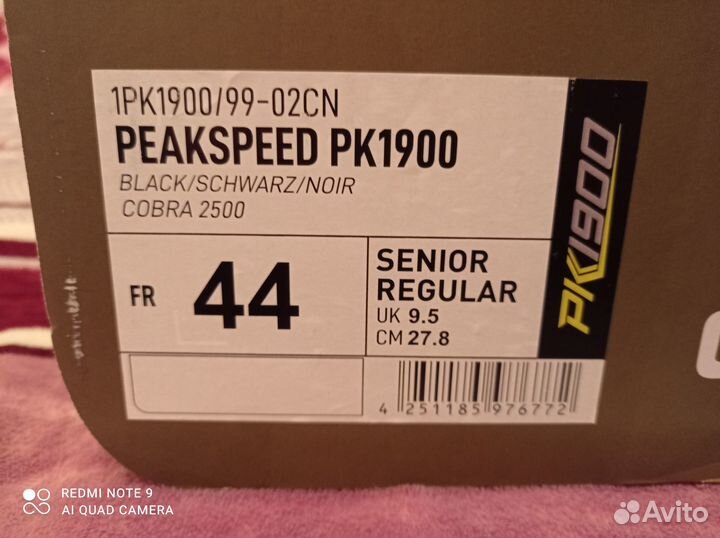 1PK1900/99-02CN
PEAKSPEED PK1900
BLACK/SCHWARZ/NOIR
COBRA 2500
FR 44
SENIOR
REGULAR
UK 9.5
CM 27.8
4 251185 976772
PK1900
REDMI NOTE 9
AI QUAD CAMERA
Avito